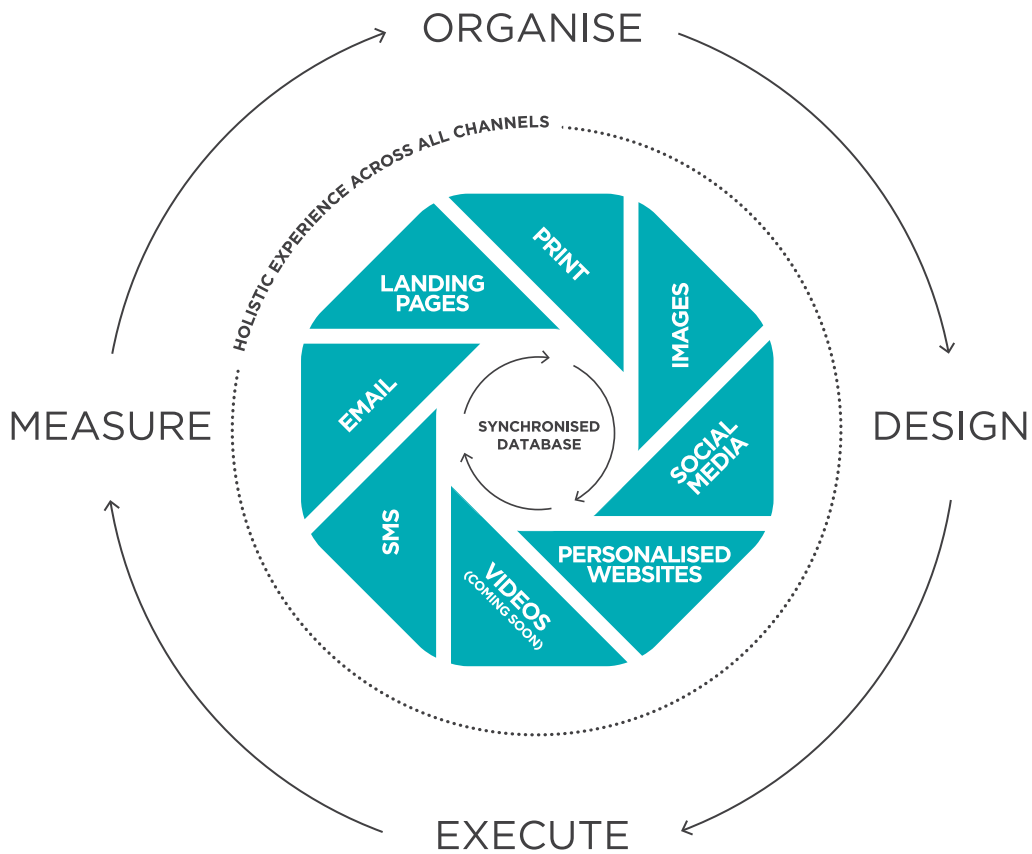 ORGANISE
HOLISTIC EXPERIENCE ACROSS ALL CHANNELS
PRINT
IMAGES
LANDING
PAGES
EMAIL
SYNCHRONISED
DATABASE
SOCIAL
MEDIA
MEASURE
DESIGN
SMS
VIDEOS
(COMING SOON)
PERSONALISED
WEBSITES
EXECUTE